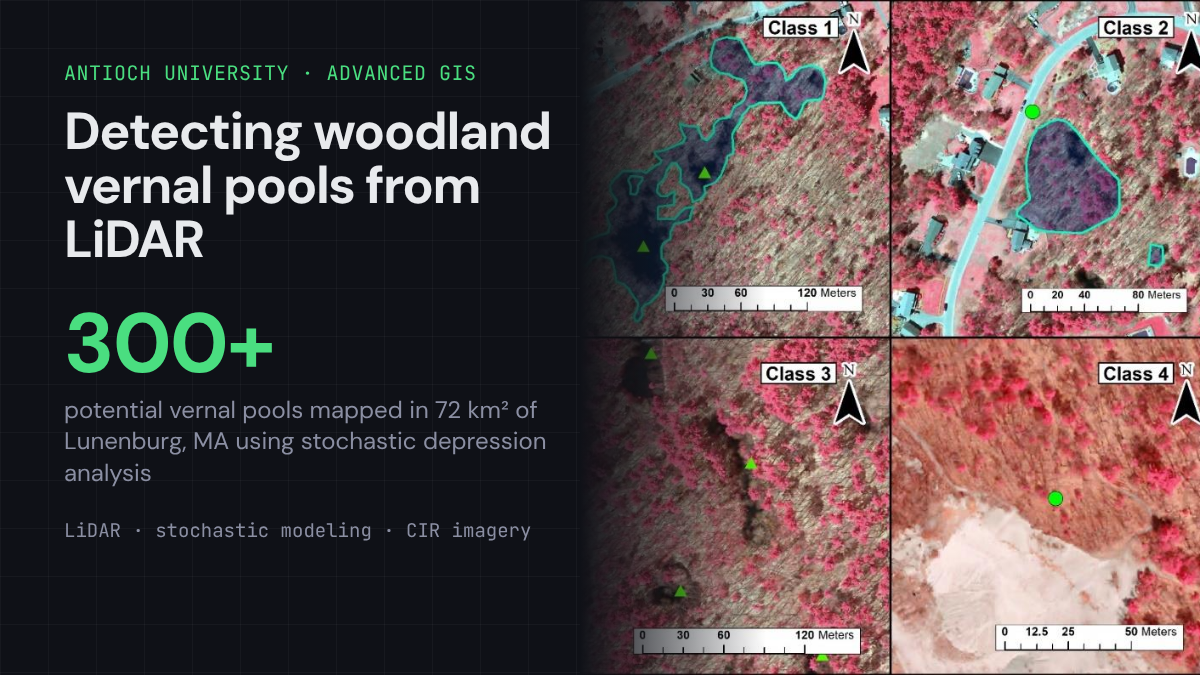 ANTIOCH UNIVERSITY · ADVANCED GIS
Detecting woodland
vernal pools from
LiDAR
300+
potential vernal pools mapped in 72 km² of
Lunenburg, MA using stochastic depression
analysis
LiDAR · stochastic modeling · CIR imagery
Class 1
N
0 30 60 120 Meters
Class 2
N
0 20 40 80 Meters
Class 3
N
0 30 60 120 Meters
Class 4
N
0 12.5 25 50 Meters